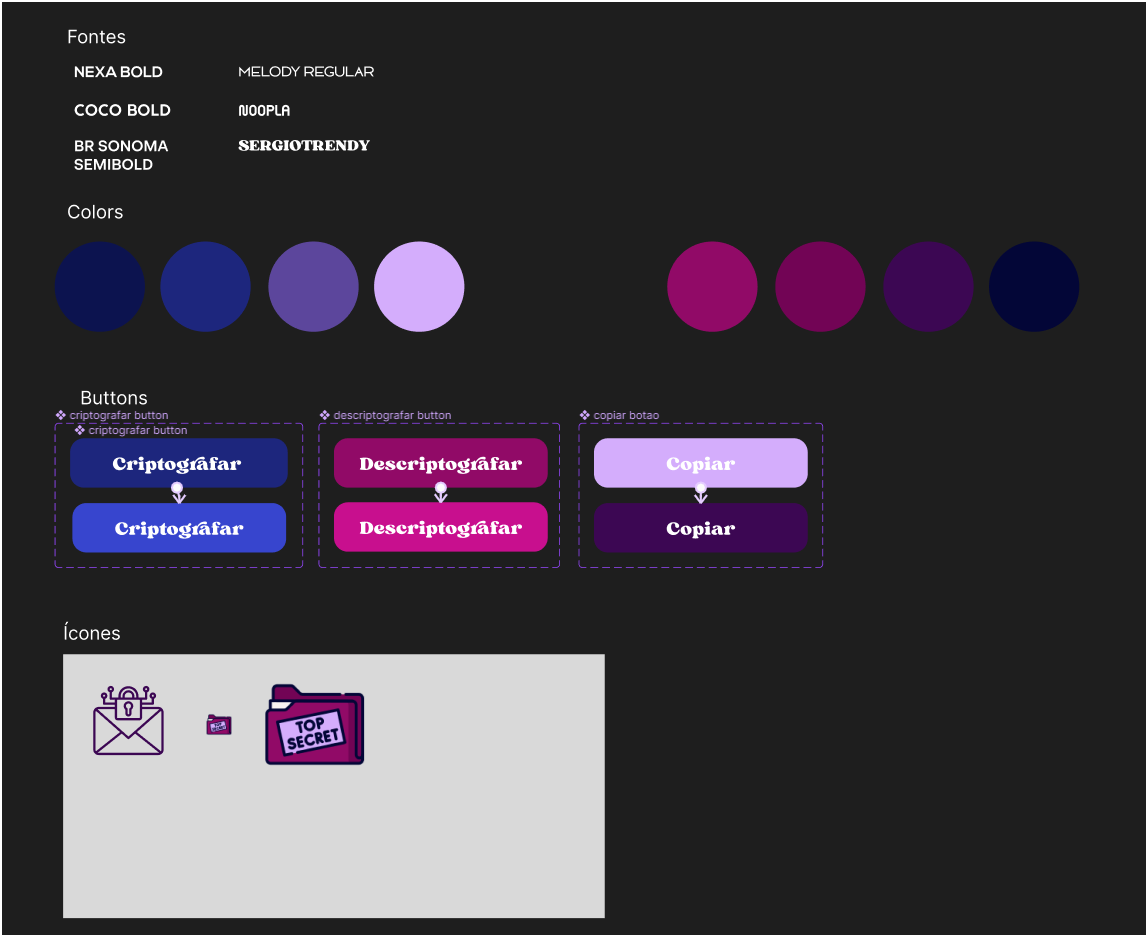 Fontes
NEXA BOLD
MELODY REGULAR
COCO BOLD
NOOPLA
BR SONOMA
SEMIBOLD
SERGIOTRENDY
Colors
Buttons
criptografar button
criptografar button
Criptografar
Criptografar
descriptografar button
Descriptografar
Descriptografar
copiar botao
Copiar
Copiar
Ícones
TOP
SECRET
TOP
SECRET